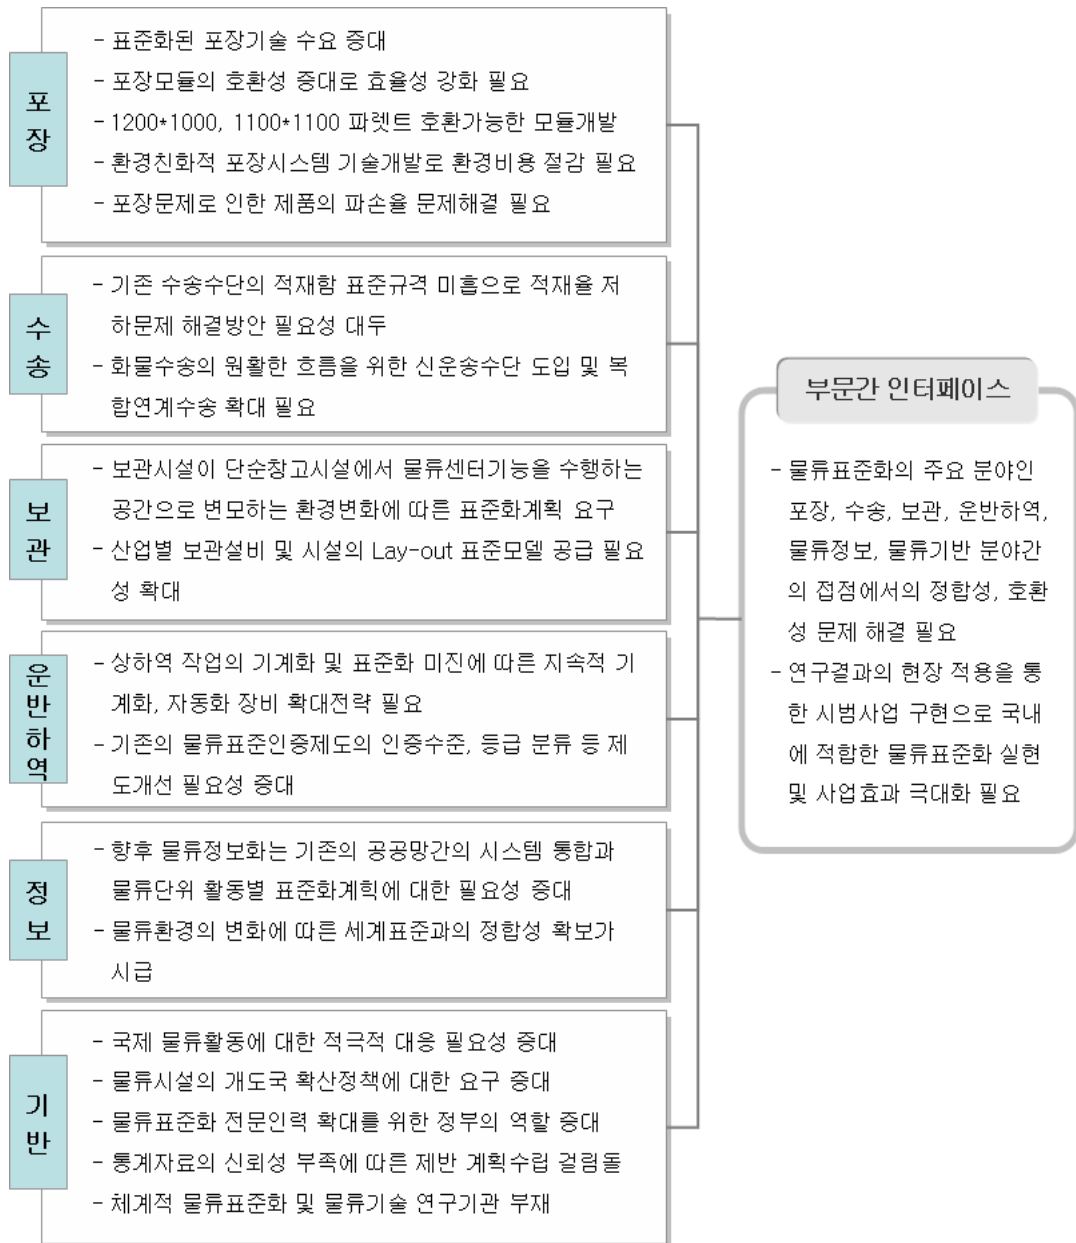 포장
- 표준화된 포장기술 수요 증대
- 포장모듈의 호환성 증대로 효율성 강화 필요
- 1200*1000, 1100*1100 파렛트 호환가능한 모듈개발
- 환경친화적 포장시스템 기술개발로 환경비용 절감 필요
- 포장문제로 인한 제품의 파손율 문제해결 필요
수송
- 기존 수송수단의 적재함 표준규격 미흡으로 적재율 저
하문제 해결방안 필요성 대두
- 화물수송의 원활한 흐름을 위한 신운송수단 도입 및 복
합연계수송 확대 필요
보관
- 보관시설이 단순창고시설에서 물류센터기능을 수행하는
공간으로 변모하는 환경변화에 따른 표준화계획 요구
- 산업별 보관설비 및 시설의 Lay-out 표준모델 공급 필요
성 확대
운반하역
- 상하역 작업의 기계화 및 표준화 미진에 따른 지속적 기
계화, 자동화 장비 확대전략 필요
- 기존의 물류표준인증제도의 인증수준, 등급 분류 등 제
도개선 필요성 증대
정보
- 향후 물류정보화는 기존의 공공망간의 시스템 통합과
물류단위 활동별 표준화계획에 대한 필요성 증대
- 물류환경의 변화에 따른 세계표준과의 정합성 확보가
시급
기반
- 국제 물류활동에 대한 적극적 대응 필요성 증대
- 물류시설의 개도국 확산정책에 대한 요구 증대
- 물류표준화 전문인력 확대를 위한 정부의 역할 증대
- 통계자료의 신뢰성 부족에 따른 제반 계획수립 걸림돌
- 체계적 물류표준화 및 물류기술 연구기관 부재
부문간 인터페이스
- 물류표준화의 주요 분야인
포장, 수송, 보관, 운반하역,
물류정보, 물류기반 분야간
의 접점에서의 정합성, 호환
성 문제 해결 필요
- 연구결과의 현장 적용을 통
한 시범사업 구현으로 국내
에 적합한 물류표준화 실현
및 사업효과 극대화 필요